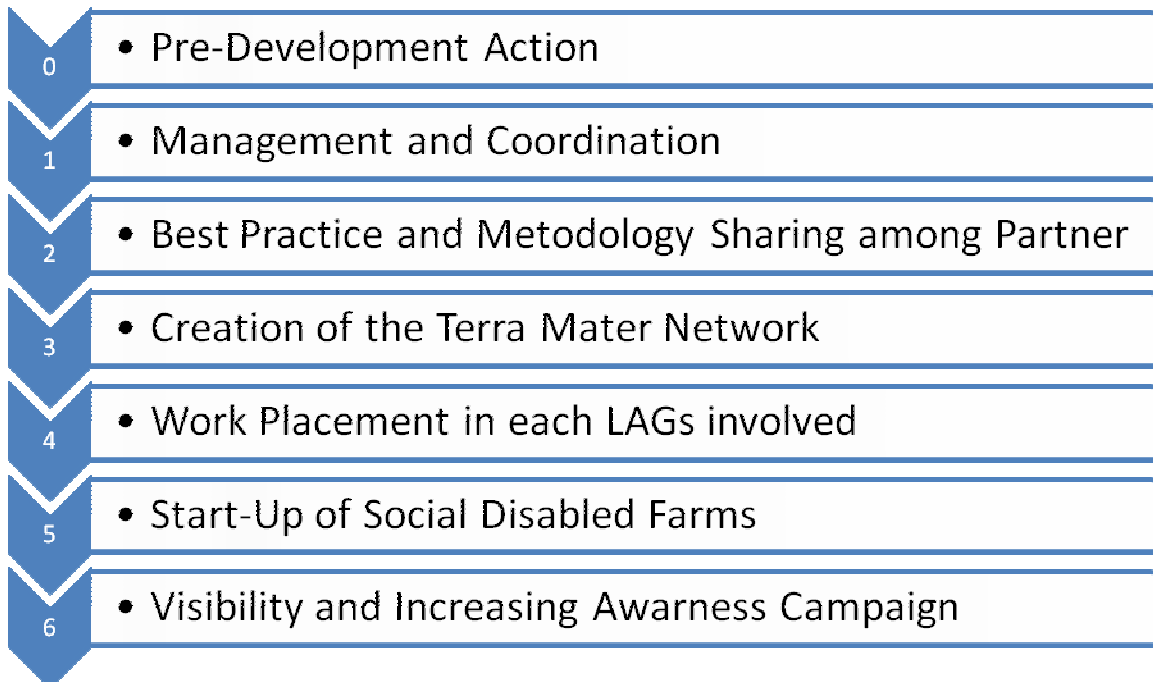 0
• Pre-Development Action
1
• Management and Coordination
2
• Best Practice and Metodology Sharing among Partner
3
• Creation of the Terra Mater Network
4
• Work Placement in each LAGs involved
5
• Start-Up of Social Disabled Farms
6
• Visibility and Increasing Awarness Campaign